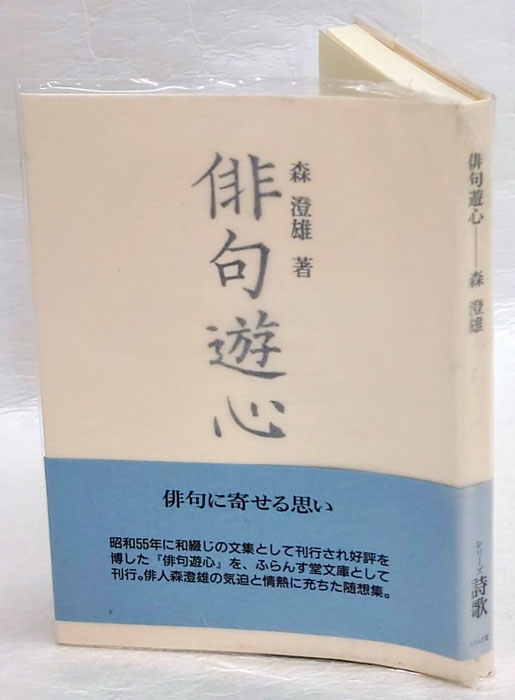 森 澄雄 著
俳句遊心
俳句に寄せる思い
昭和55年に和綴じの文集として刊行され好評を
博した『俳句遊心』を、ふらんす堂文庫として
刊行。俳人森澄雄の気迫と情熱に充ちた随想集。
俳句遊心——森 澄雄
シリーズ 詩歌